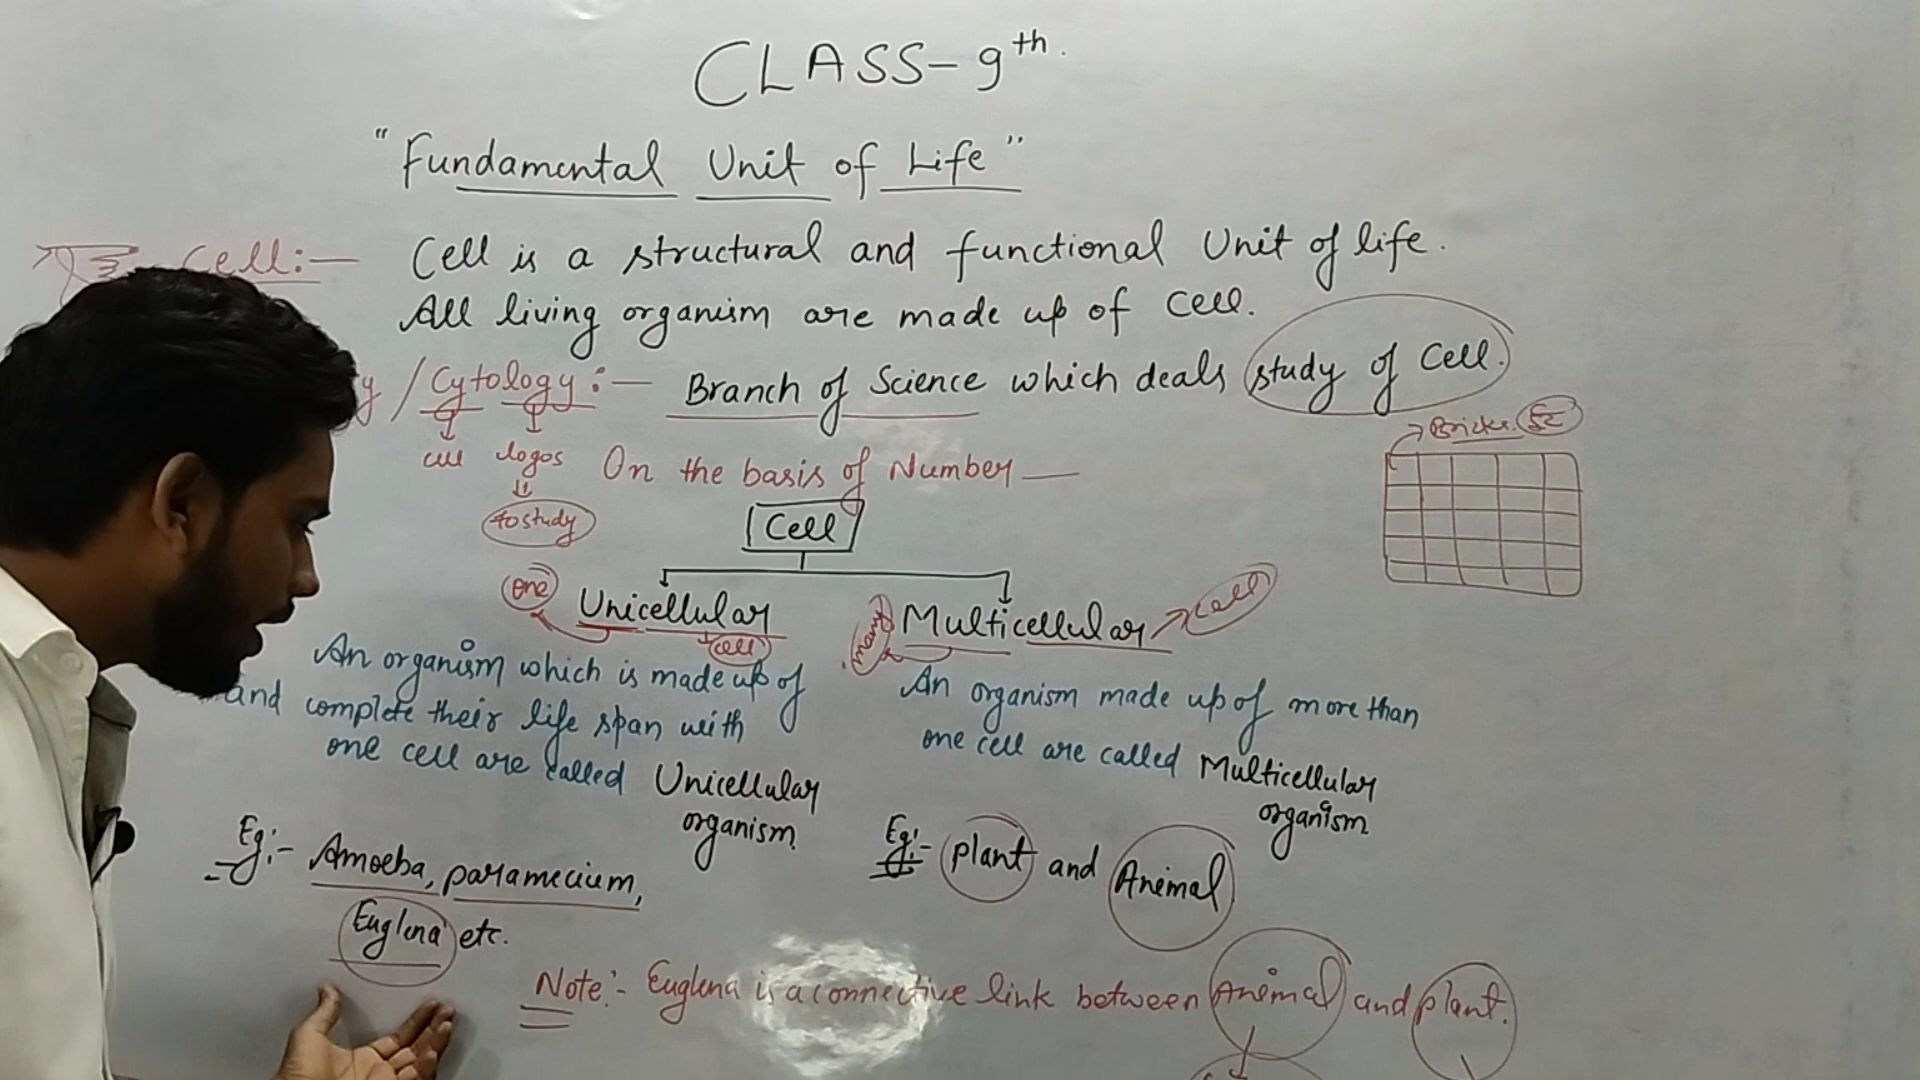 CLASS-9th.
"Fundamental Unit of Life"
Cell:— Cell is a structural and functional Unit of life.
All living organism are made up of Cell.
y / Cytology:— Branch of Science which deals study of Cell.
Bricks.
cell logos On the basis of Number —
to study
Cell
one Unicellular cell
many Multicellular cell
An organism which is made up of
and complete their life span with
one cell are called Unicellular
organism
An organism made up of more than
one cell are called Multicellular
organism
Eg:- Amoeba, paramecium,
Euglena etc.
Eg:- plant and Animal
Note:- Euglena is a connective link between Animal and plant.